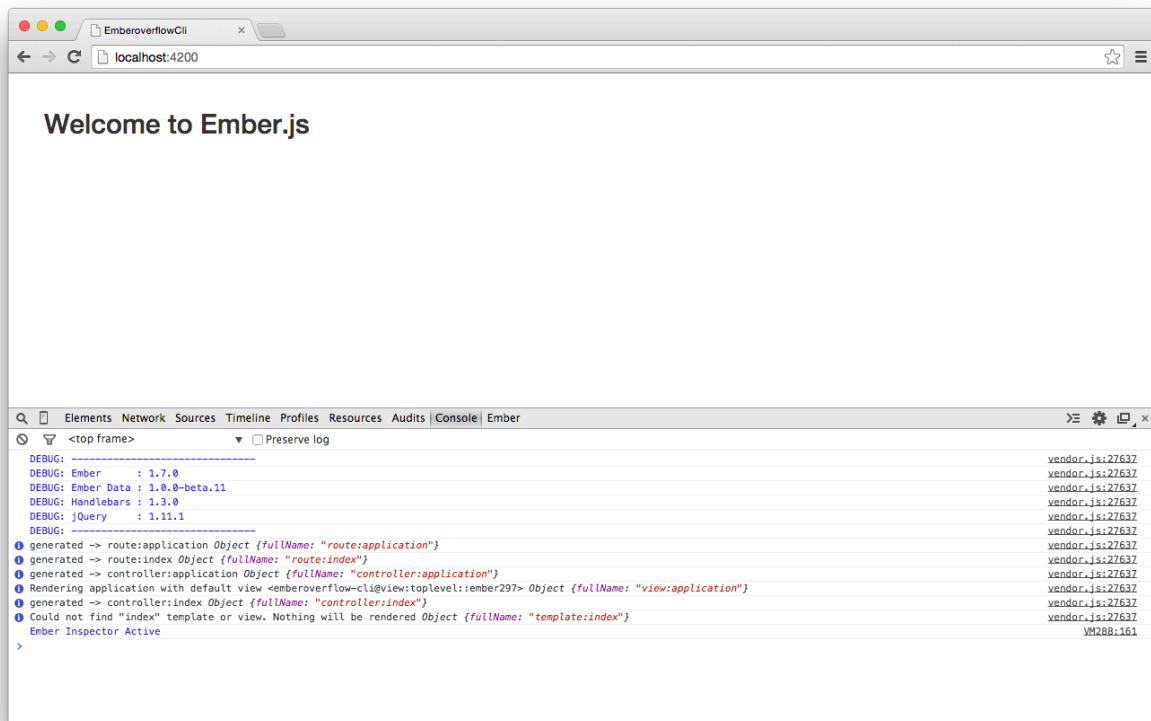 EmberoverflowCli
localhost:4200
Welcome to Ember.js
Elements Network Sources Timeline Profiles Resources Audits Console Ember
<top frame> Preserve log
DEBUG: ------------------------------- vendor.js:27637
DEBUG: Ember      : 1.7.0 vendor.js:27637
DEBUG: Ember Data : 1.0.0-beta.11 vendor.js:27637
DEBUG: Handlebars : 1.3.0 vendor.js:27637
DEBUG: jQuery     : 1.11.1 vendor.js:27637
DEBUG: ------------------------------- vendor.js:27637
generated -> route:application Object {fullName: "route:application"} vendor.js:27637
generated -> route:index Object {fullName: "route:index"} vendor.js:27637
generated -> controller:application Object {fullName: "controller:application"} vendor.js:27637
Rendering application with default view <emberoverflow-cli@view:toplevel::ember297> Object {fullName: "view:application"} vendor.js:27637
generated -> controller:index Object {fullName: "controller:index"} vendor.js:27637
Could not find "index" template or view. Nothing will be rendered Object {fullName: "template:index"} vendor.js:27637
Ember Inspector Active VM288:161